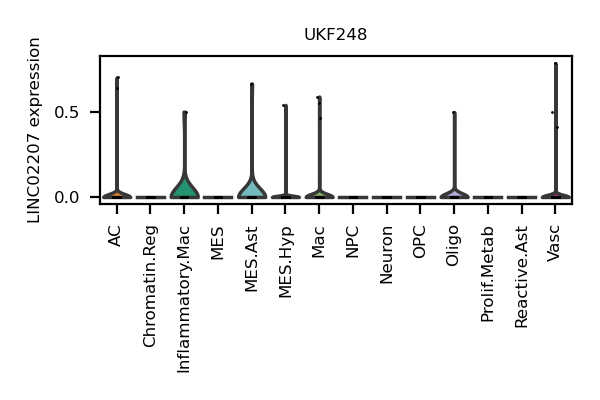 UKF248
LINC02207 expression
0.5
0.0
AC
Chromatin.Reg
Inflammatory.Mac
MES
MES.Ast
MES.Hyp
Mac
NPC
Neuron
OPC
Oligo
Prolif.Metab
Reactive.Ast
Vasc